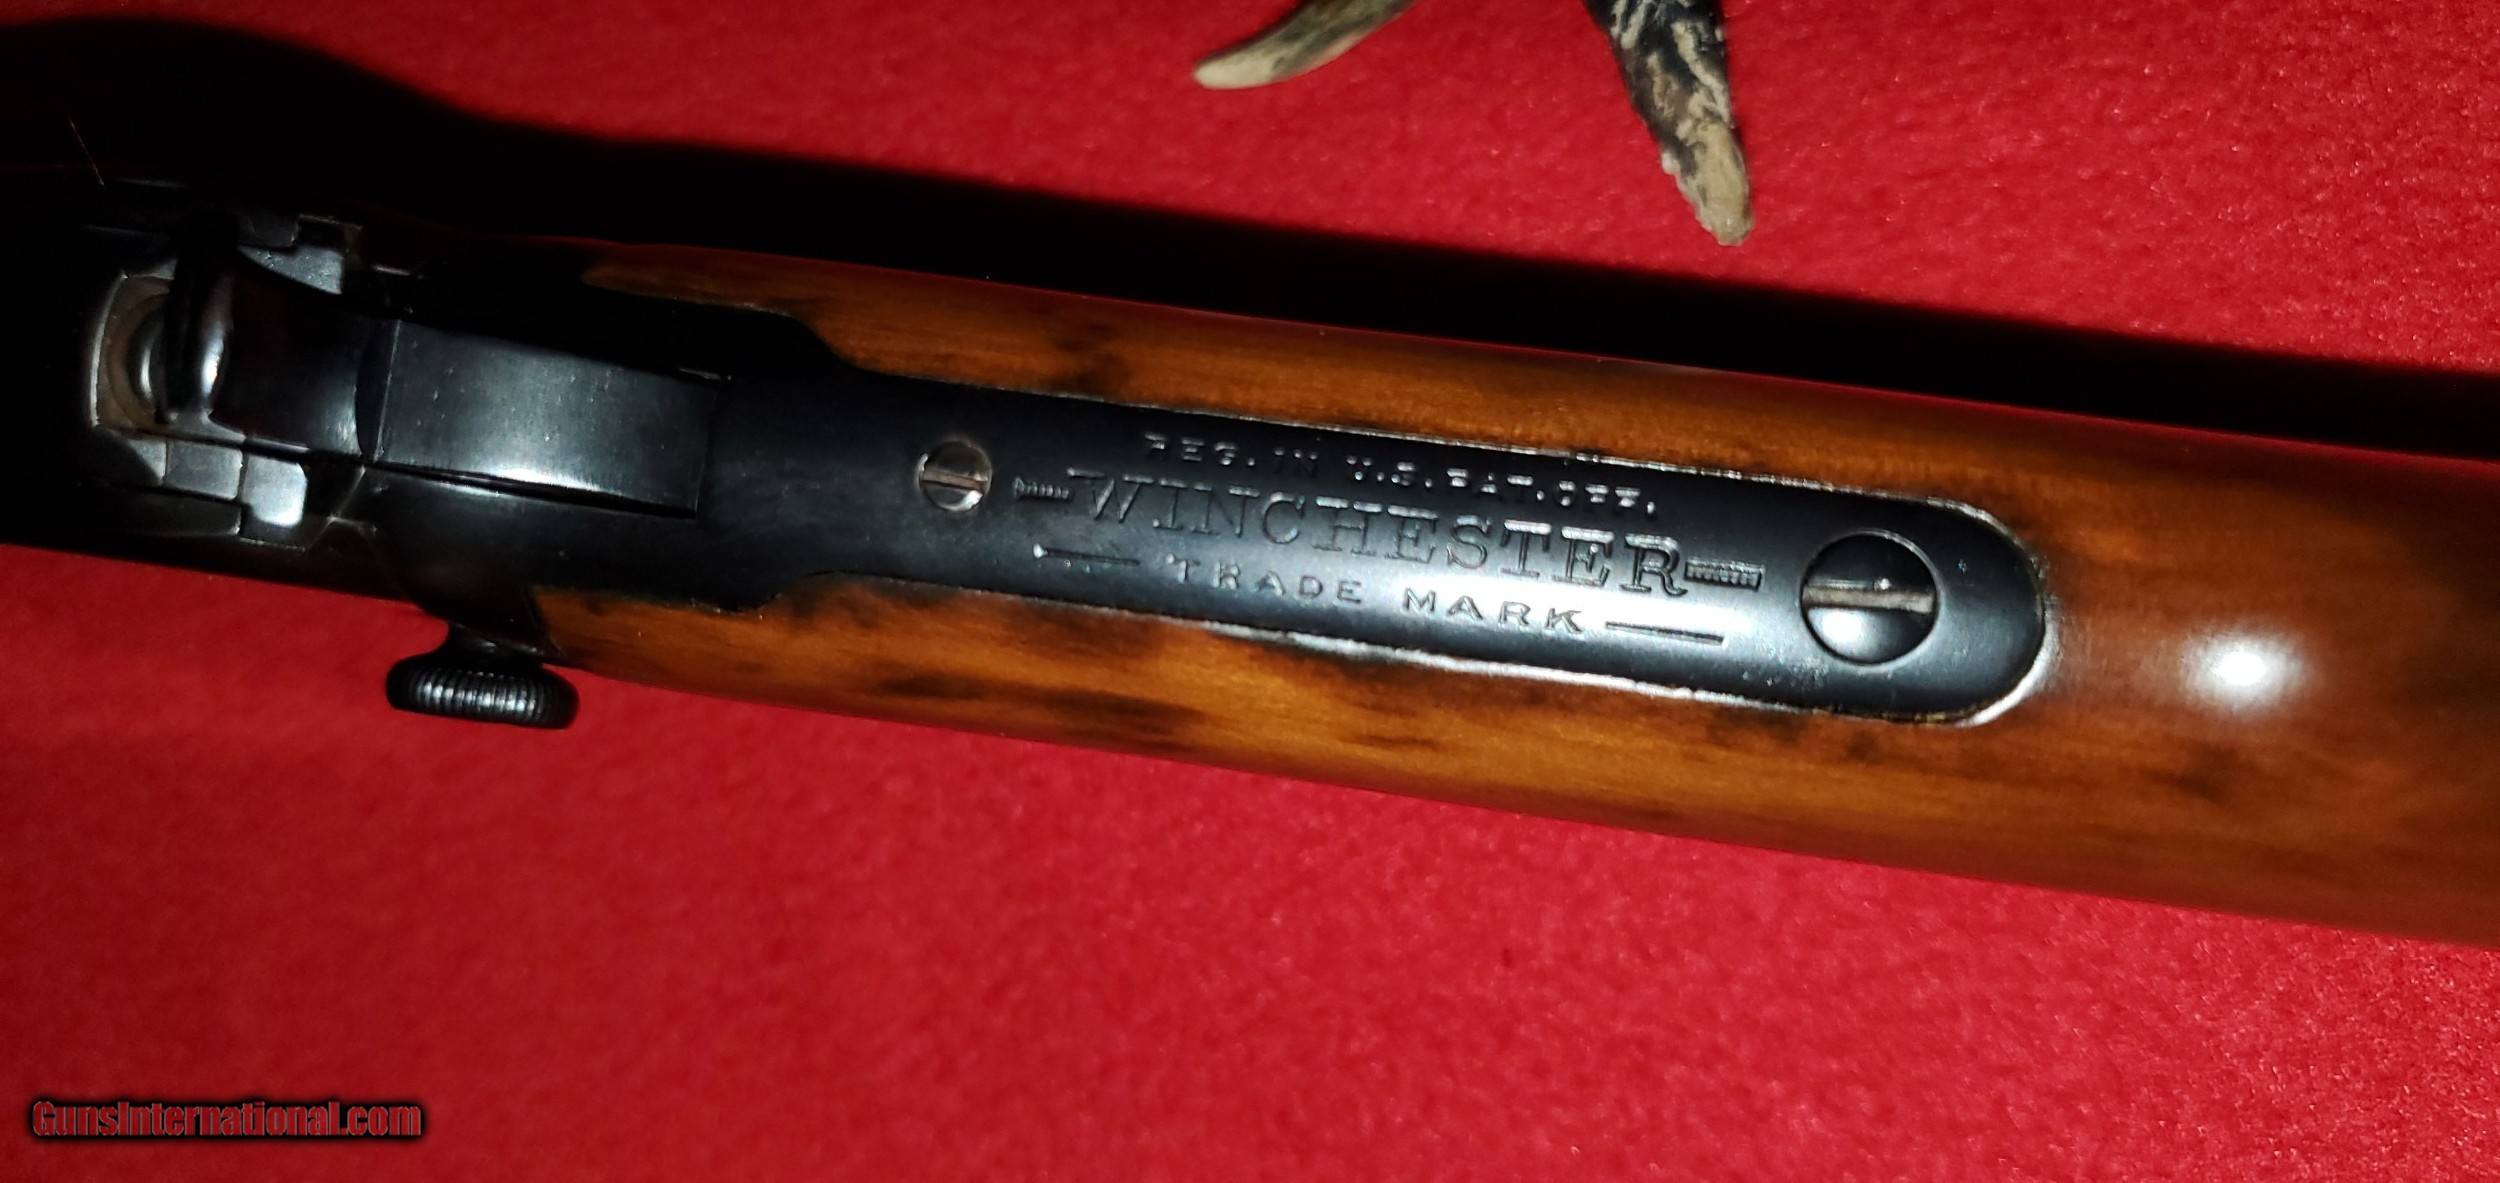 REG. IN U.S. PAT. OFF.
WINCHESTER
TRADE MARK
GunsInternational.com